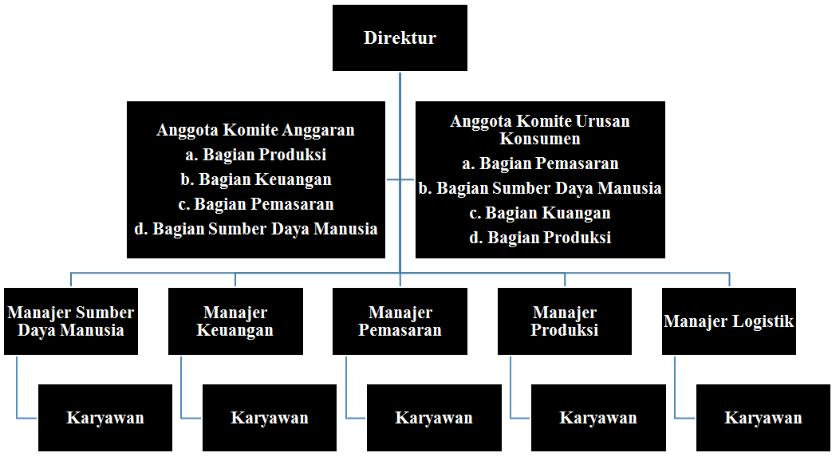 Direktur
Anggota Komite Anggaran
a. Bagian Produksi
b. Bagian Keuangan
c. Bagian Pemasaran
d. Bagian Sumber Daya Manusia
Anggota Komite Urusan
Konsumen
a. Bagian Pemasaran
b. Bagian Sumber Daya Manusia
c. Bagian Kuangan
d. Bagian Produksi
Manajer Sumber
Daya Manusia
Manajer
Keuangan
Manajer
Pemasaran
Manajer
Produksi
Manajer Logistik
Karyawan
Karyawan
Karyawan
Karyawan
Karyawan